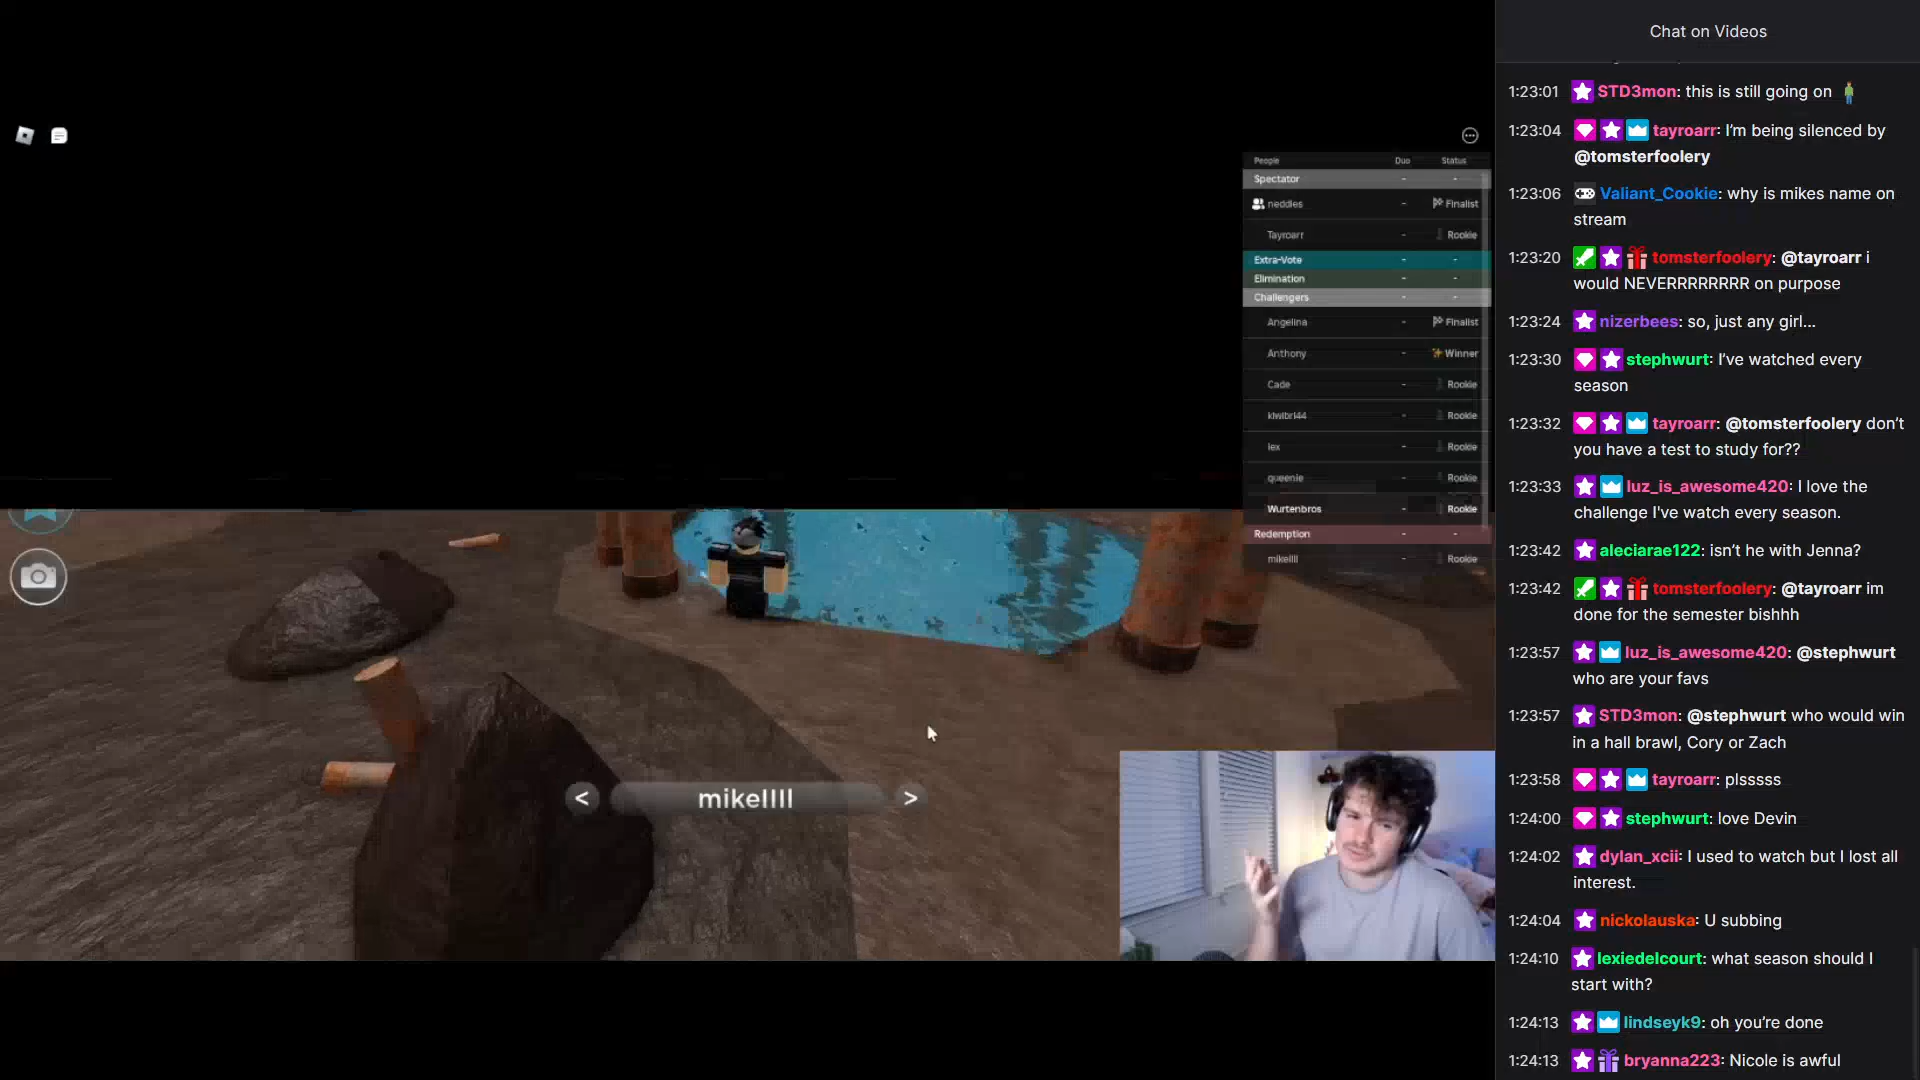 People Duo Status
Spectator - -
neddles - Finalist
Tayroarr - Rookie
Extra-Vote - -
Elimination - -
Challengers - -
Angelina - Finalist
Anthony - Winner
Cade - Rookie
kiwibri44 - Rookie
lex - Rookie
queenie - Rookie
Wurtenbros - Rookie
Redemption - -
mikellll Rookie
< mikellll >
Chat on Videos
1:23:01 STD3mon: this is still going on
1:23:04 tayroarr: I'm being silenced by
@tomsterfoolery
1:23:06 Valiant_Cookie: why is mikes name on
stream
1:23:20 tomsterfoolery: @tayroarr i
would NEVERRRRRRRR on purpose
1:23:24 nizerbees: so, just any girl...
1:23:30 stephwurt: I've watched every
season
1:23:32 tayroarr: @tomsterfoolery don't
you have a test to study for??
1:23:33 luz_is_awesome420: I love the
challenge I've watch every season.
1:23:42 aleciarae122: isn't he with Jenna?
1:23:42 tomsterfoolery: @tayroarr im
done for the semester bishhh
1:23:57 luz_is_awesome420: @stephwurt
who are your favs
1:23:57 STD3mon: @stephwurt who would win
in a hall brawl, Cory or Zach
1:23:58 tayroarr: plsssss
1:24:00 stephwurt: love Devin
1:24:02 dylan_xcii: I used to watch but I lost all
interest.
1:24:04 nickolauska: U subbing
1:24:10 lexiedelcourt: what season should I
start with?
1:24:13 lindseyk9: oh you're done
1:24:13 bryanna223: Nicole is awful